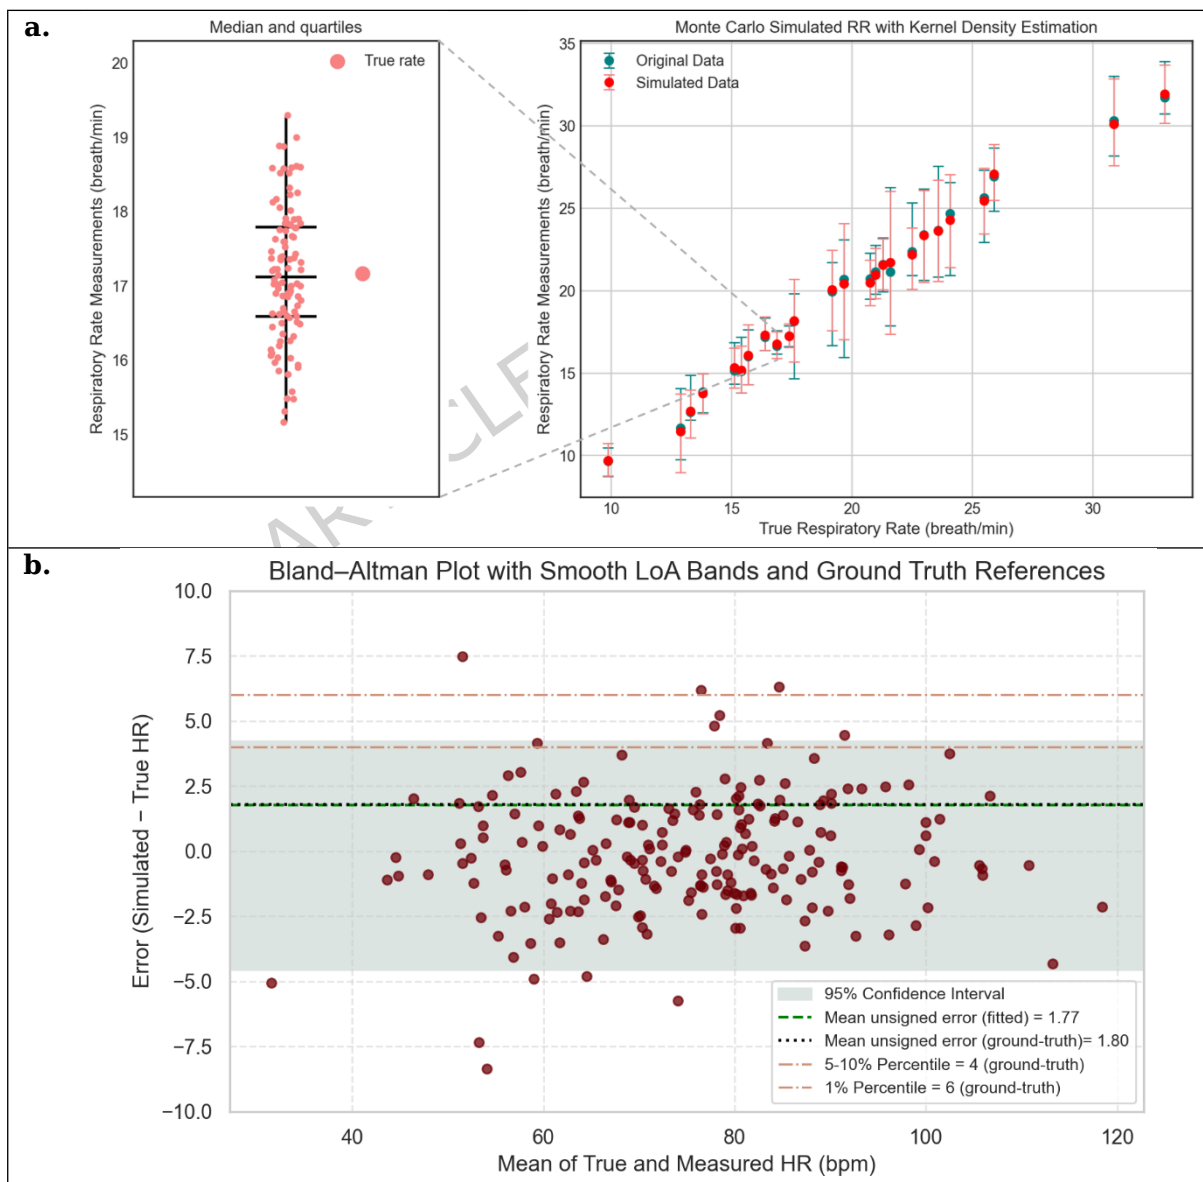 a.
Median and quartiles
True rate
20
19
18
17
16
15
Respiratory Rate Measurements (breath/min)
Monte Carlo Simulated RR with Kernel Density Estimation
Original Data
Simulated Data
35
30
25
20
15
10
Respiratory Rate Measurements (breath/min)
10 15 20 25 30
True Respiratory Rate (breath/min)
b.
Bland–Altman Plot with Smooth LoA Bands and Ground Truth References
10.0
7.5
5.0
2.5
0.0
−2.5
−5.0
−7.5
−10.0
Error (Simulated − True HR)
95% Confidence Interval
Mean unsigned error (fitted) = 1.77
Mean unsigned error (ground-truth)= 1.80
5-10% Percentile = 4 (ground-truth)
1% Percentile = 6 (ground-truth)
40 60 80 100 120
Mean of True and Measured HR (bpm)